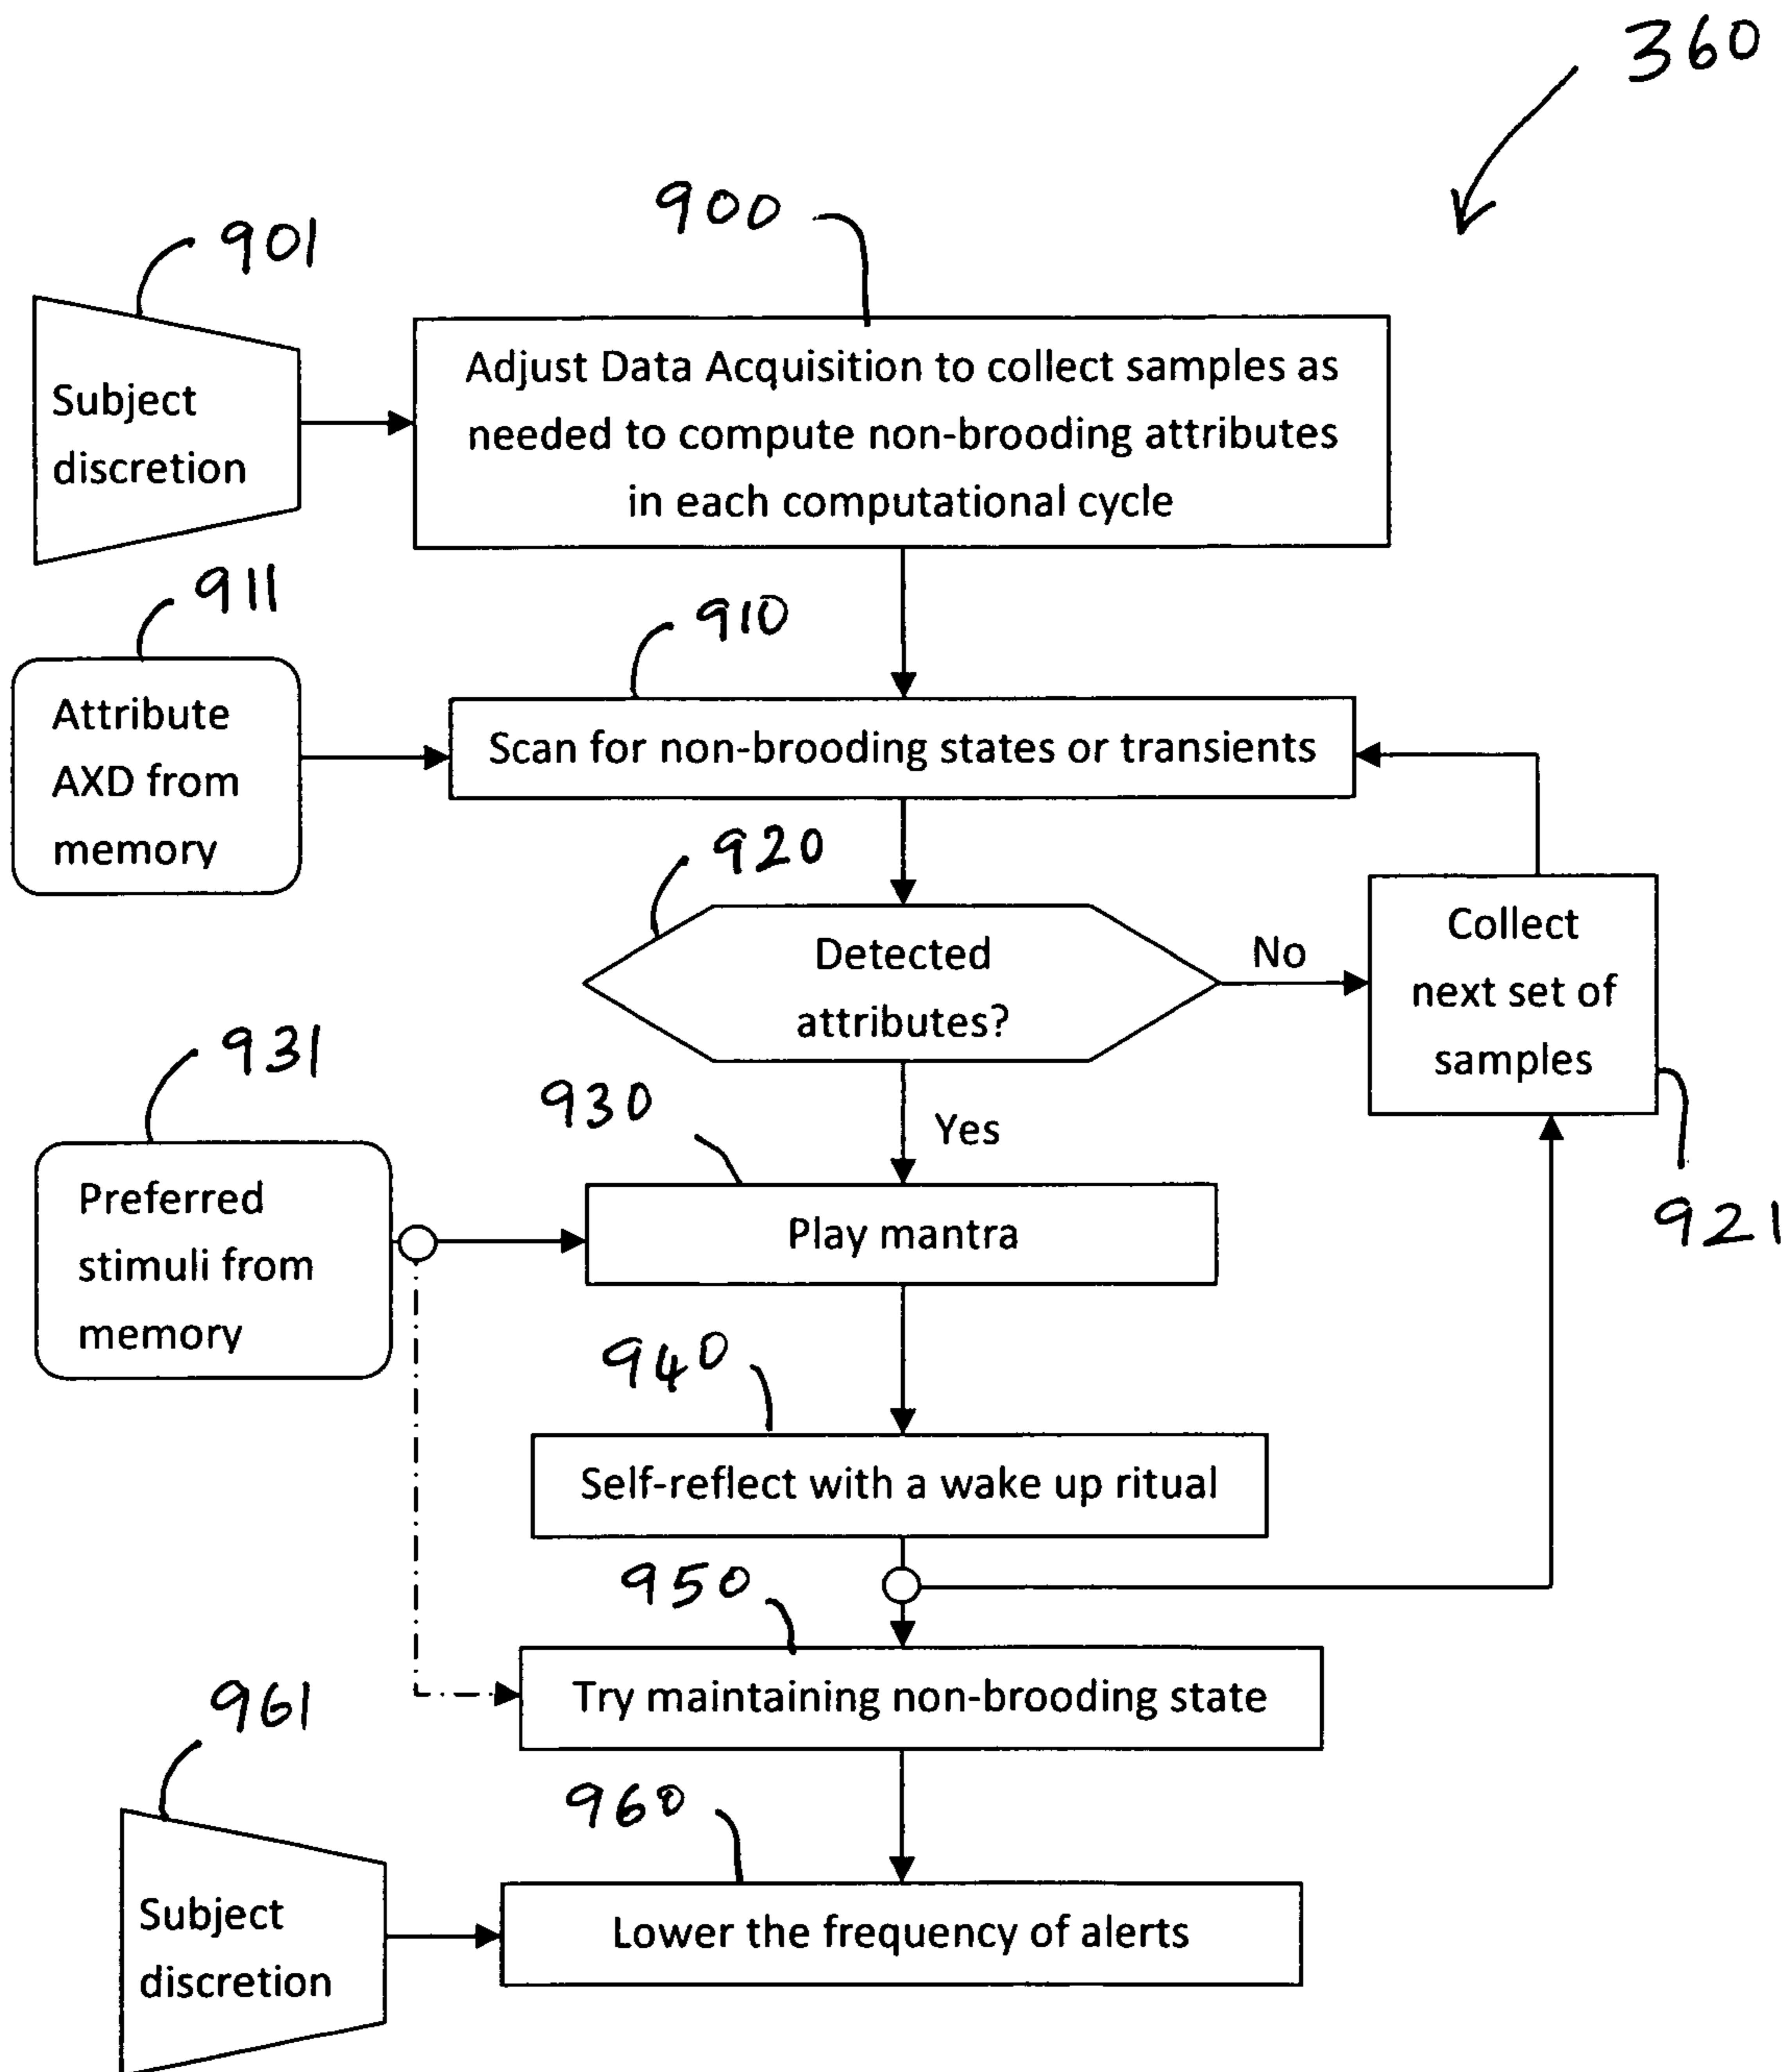 360
900
901
Subject
discretion
Adjust Data Acquisition to collect samples as
needed to compute non-brooding attributes
in each computational cycle
911
910
Attribute
AXD from
memory
Scan for non-brooding states or transients
920
Detected
attributes?
No
Collect
next set of
samples
921
931
930
Yes
Preferred
stimuli from
memory
Play mantra
940
Self-reflect with a wake up ritual
950
Try maintaining non-brooding state
961
960
Subject
discretion
Lower the frequency of alerts